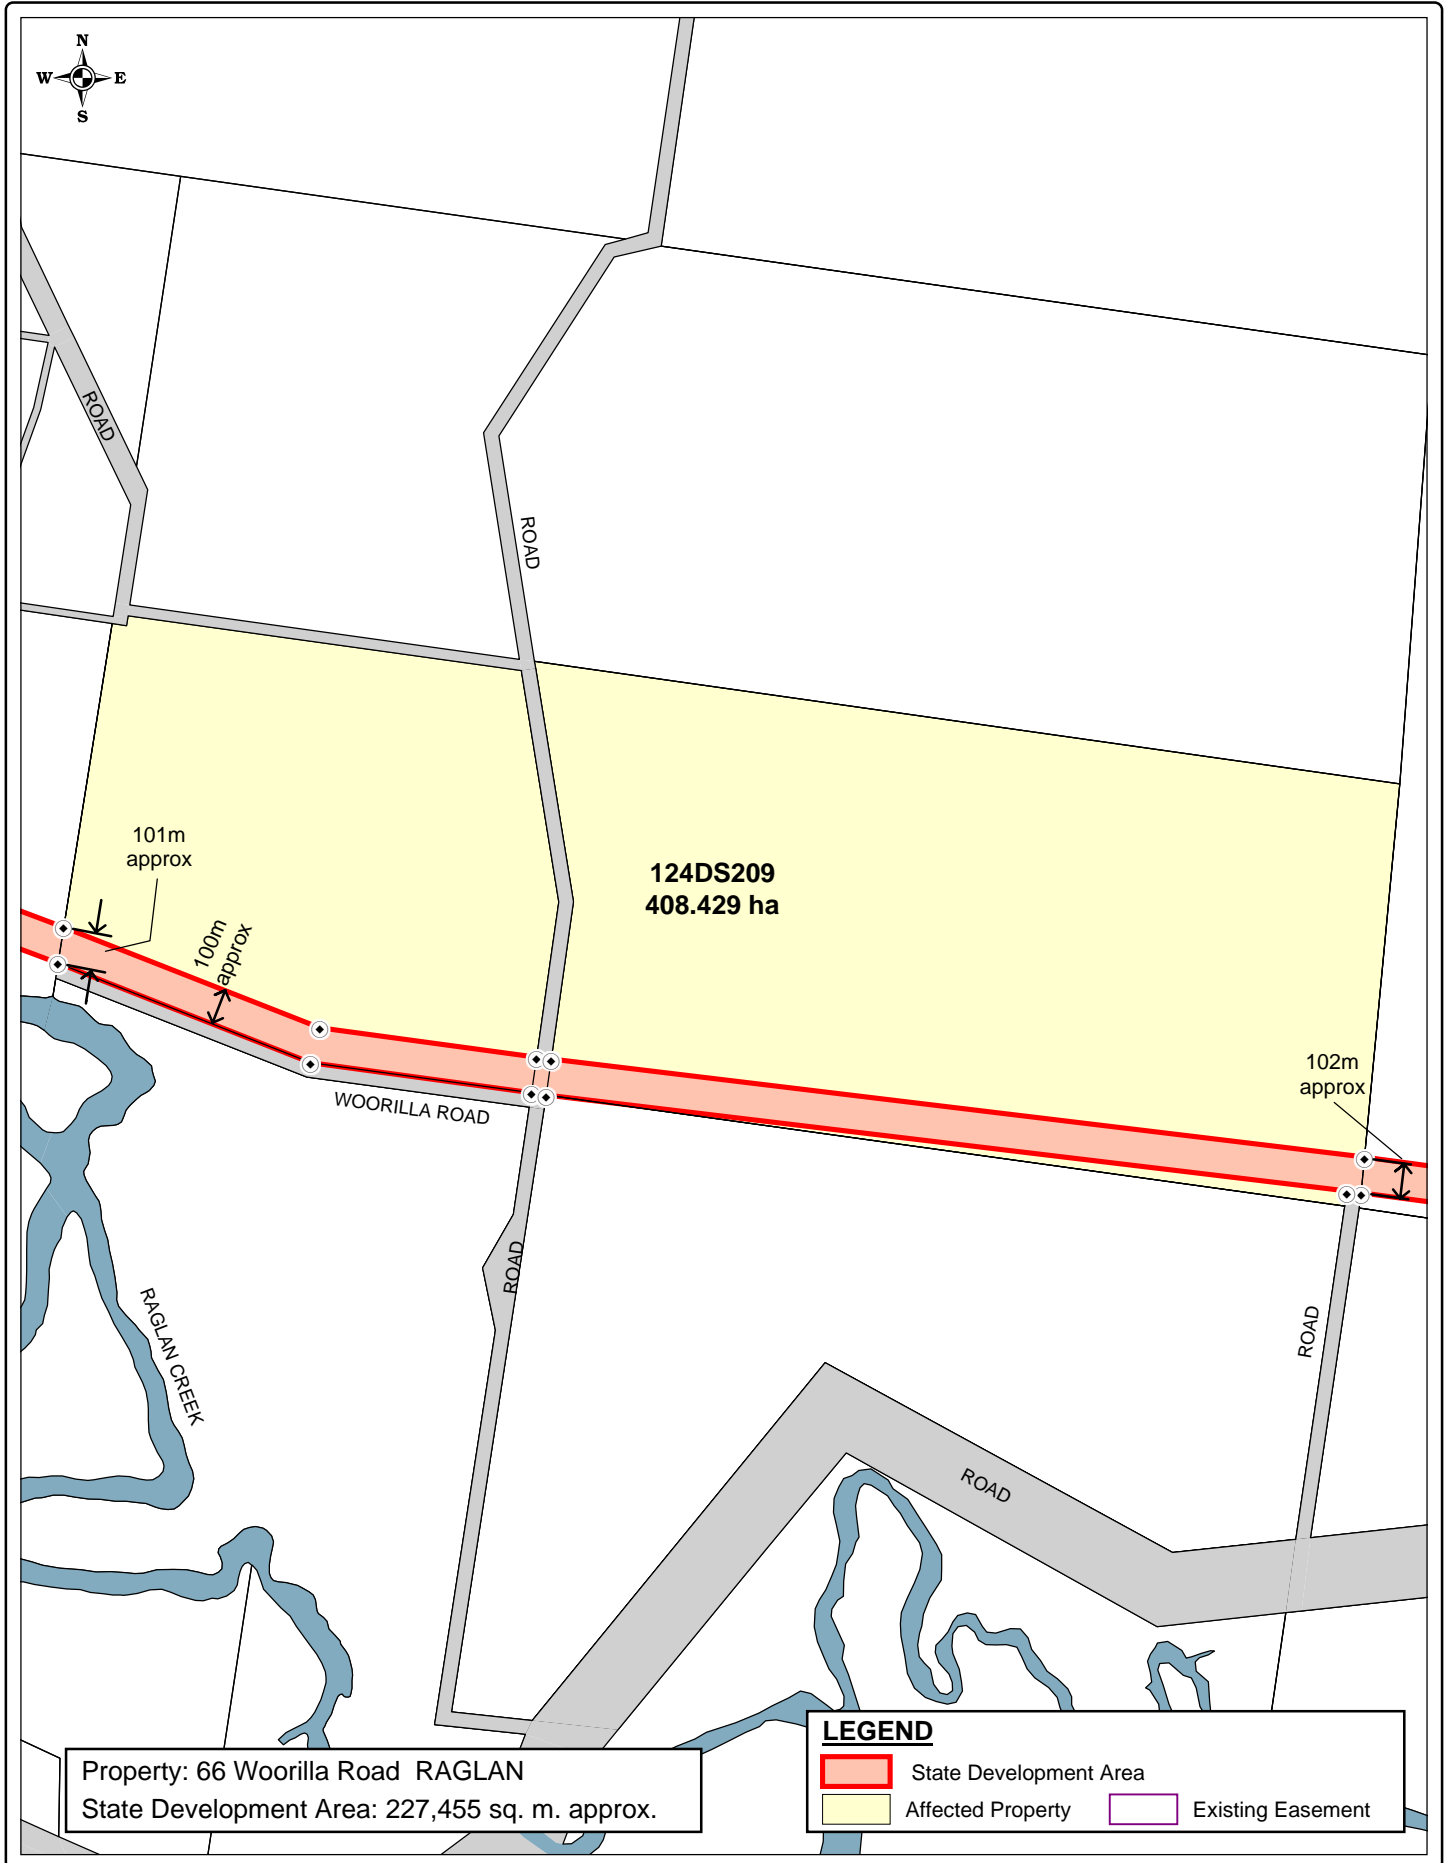 N
W E
S
ROAD
ROAD
101m
approx
100m
approx
124DS209
408.429 ha
102m
approx
WOORILLA ROAD
ROAD
RAGLAN CREEK
ROAD
ROAD
Property: 66 Woorilla Road RAGLAN
State Development Area: 227,455 sq. m. approx.
LEGEND
State Development Area
Affected Property
Existing Easement